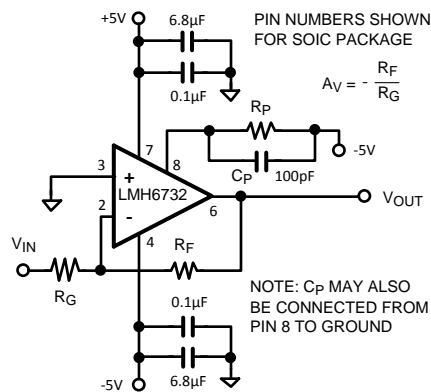 +5V
6.8µF
0.1µF
PIN NUMBERS SHOWN
FOR SOIC PACKAGE
AV = - RF
RG
RP
CP
100pF
-5V
7
8
3
+
LMH6732
6
VOUT
2
-
4
VIN
RG
RF
0.1µF
6.8µF
-5V
NOTE: CP MAY ALSO
BE CONNECTED FROM
PIN 8 TO GROUND